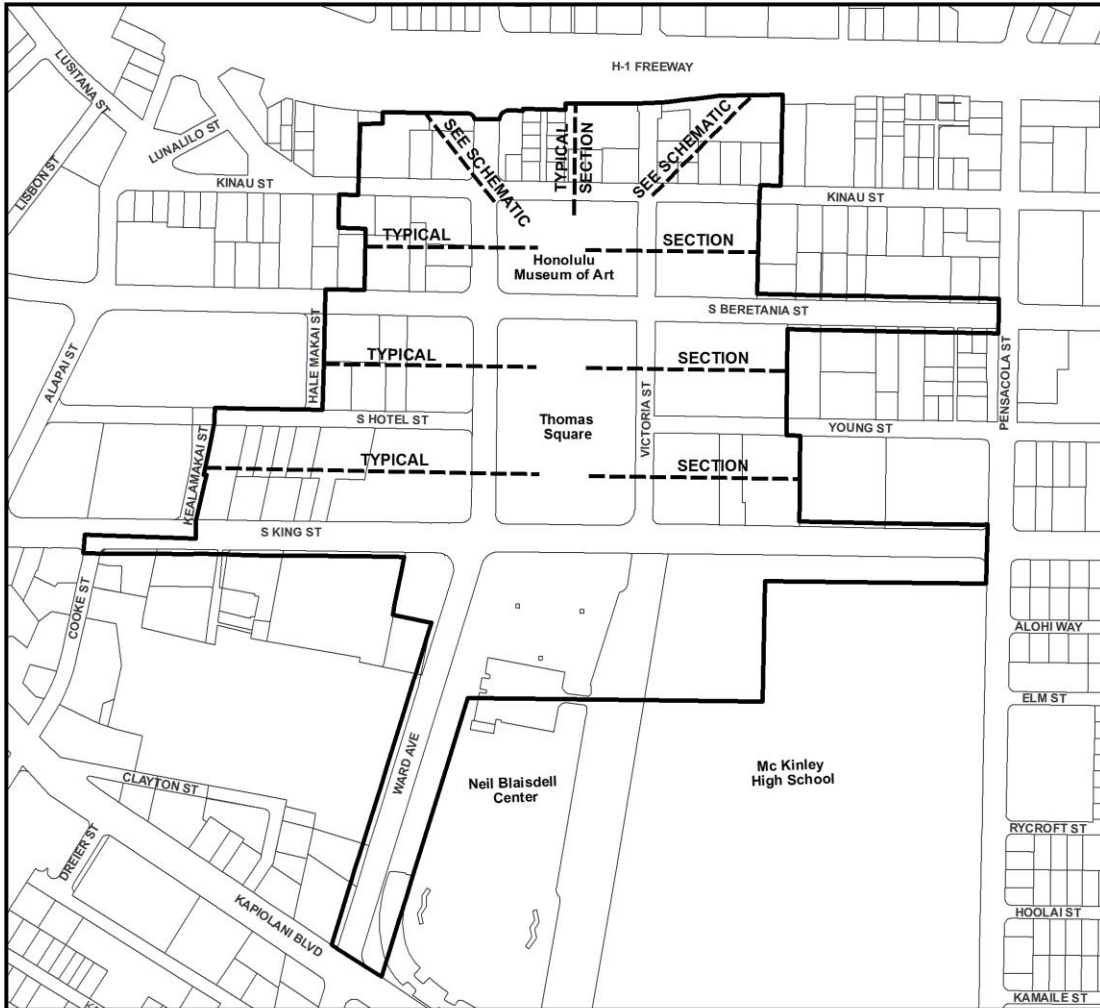 H-1 FREEWAY
LUSITANA ST
LUNALILO ST
LISBON ST
KINAU ST
SEE SCHEMATIC
TYPICAL
SECTION
SEE SCHEMATIC
KINAU ST
TYPICAL
SECTION
Honolulu
Museum of Art
S BERETANIA ST
HALE MAKAI ST
ALAPAI ST
TYPICAL
SECTION
PENSACOLA ST
VICTORIA ST
S HOTEL ST
Thomas
Square
YOUNG ST
KEALAMAKAI ST
TYPICAL
SECTION
S KING ST
COOKE ST
ALOHI WAY
ELM ST
WARD AVE
CLAYTON ST
Neil Blaisdell
Center
Mc Kinley
High School
DREIER ST
RYCROFT ST
KAPIOLANI BLVD
HOOLAI ST
KAMAILE ST